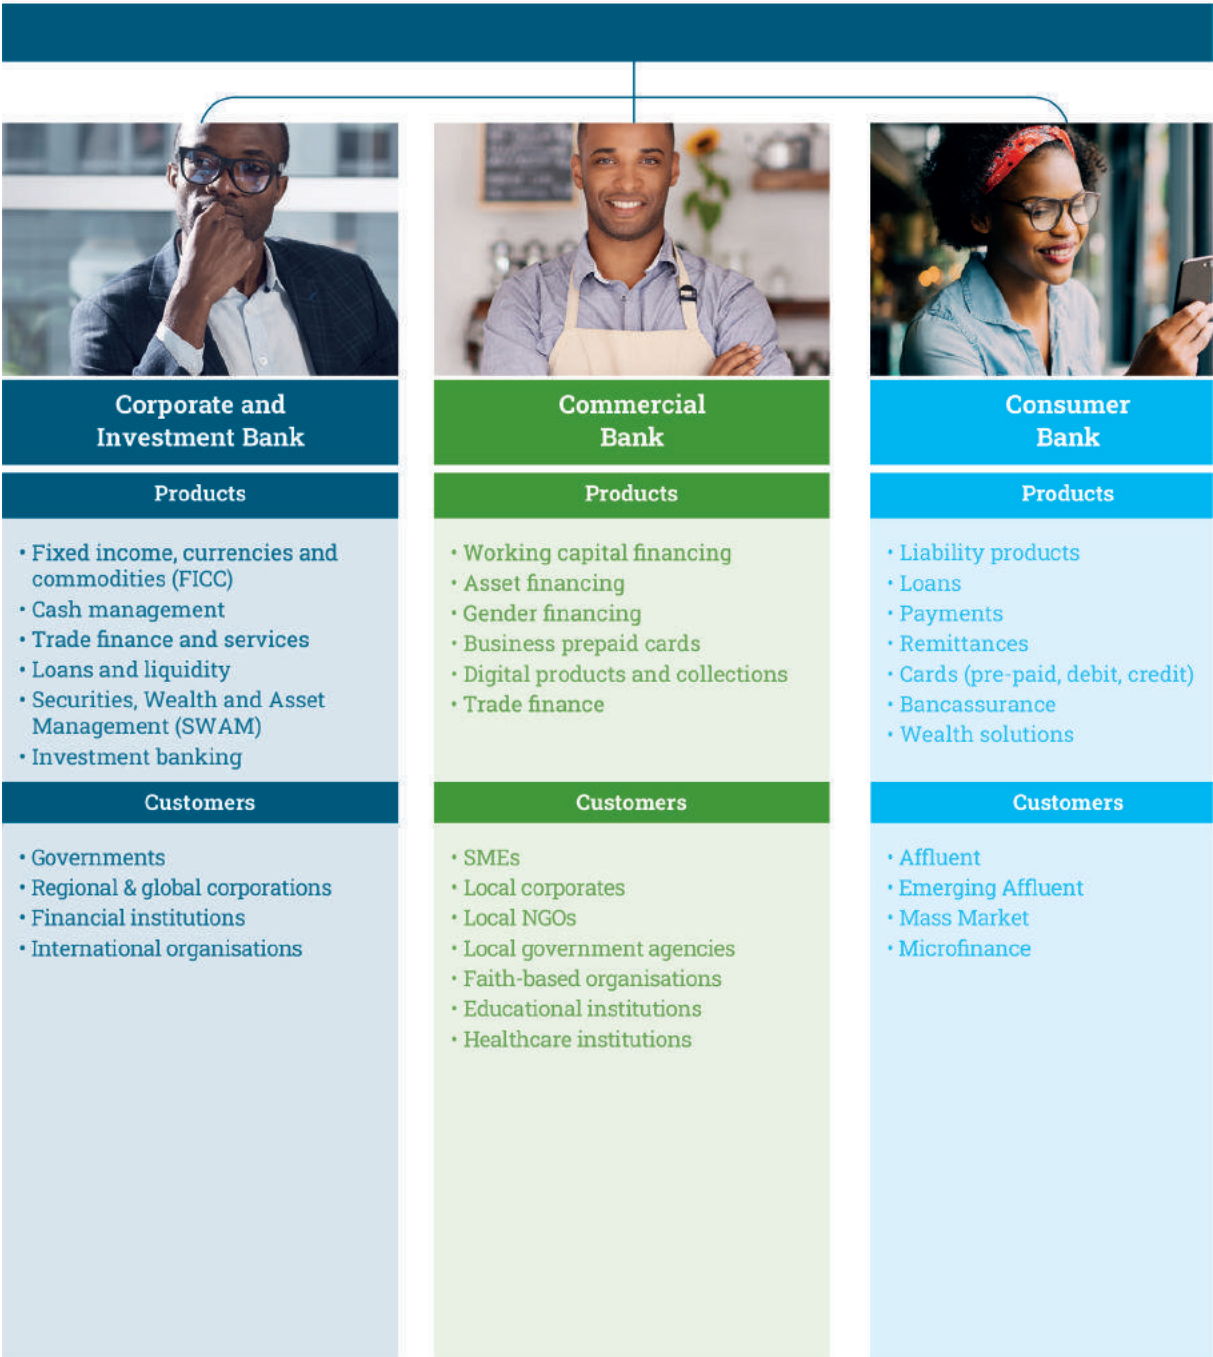 Corporate and
Investment Bank
Products
• Fixed income, currencies and
commodities (FICC)
• Cash management
• Trade finance and services
• Loans and liquidity
• Securities, Wealth and Asset
Management (SWAM)
• Investment banking
Customers
• Governments
• Regional & global corporations
• Financial institutions
• International organisations
Commercial
Bank
Products
• Working capital financing
• Asset financing
• Gender financing
• Business prepaid cards
• Digital products and collections
• Trade finance
Customers
• SMEs
• Local corporates
• Local NGOs
• Local government agencies
• Faith-based organisations
• Educational institutions
• Healthcare institutions
Consumer
Bank
Products
• Liability products
• Loans
• Payments
• Remittances
• Cards (pre-paid, debit, credit)
• Bancassurance
• Wealth solutions
Customers
• Affluent
• Emerging Affluent
• Mass Market
• Microfinance